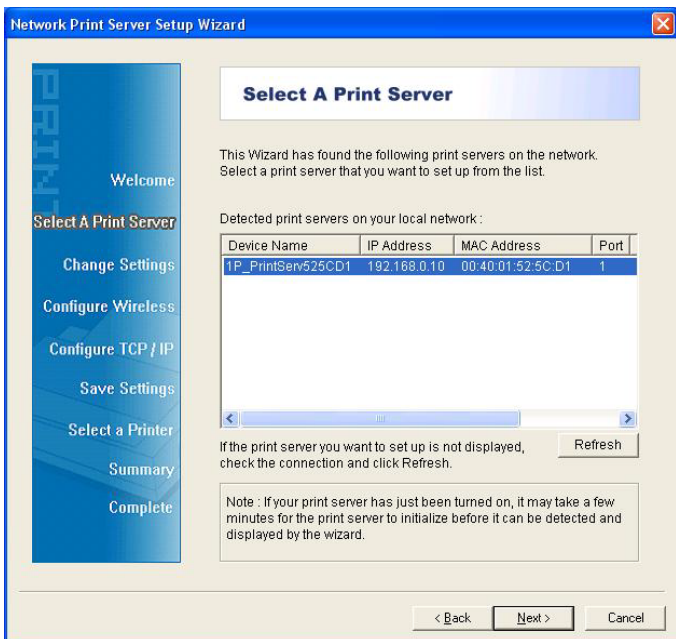 Network Print Server Setup Wizard
PRINT
Welcome
Select A Print Server
Change Settings
Configure Wireless
Configure TCP / IP
Save Settings
Select a Printer
Summary
Complete
Select A Print Server
This Wizard has found the following print servers on the network.
Select a print server that you want to set up from the list.
Detected print servers on your local network :
Device Name IP Address MAC Address Port
1P_PrintServ525CD1 192.168.0.10 00:40:01:52:5C:D1 1
If the print server you want to set up is not displayed,
check the connection and click Refresh.
Refresh
Note : If your print server has just been turned on, it may take a few
minutes for the print server to initialize before it can be detected and
displayed by the wizard.
< Back Next > Cancel